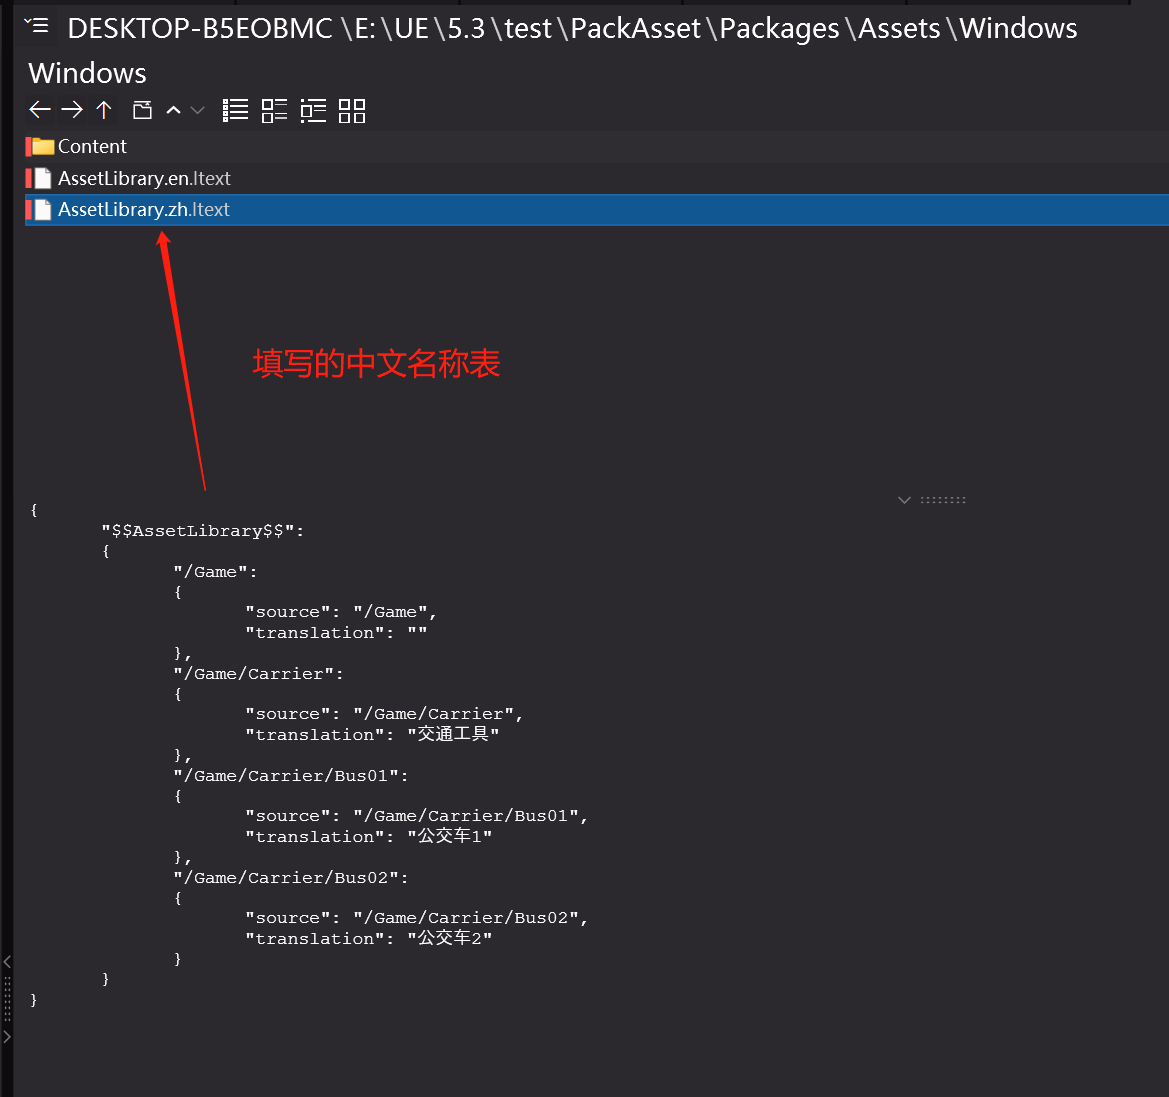 DESKTOP-B5EOBMC \E: \UE \5.3 \test \PackAsset \Packages \Assets \Windows
Windows
Content
AssetLibrary.en.ltext
AssetLibrary.zh.ltext
填写的中文名称表
{
"$$AssetLibrary$$":
{
"/Game":
{
"source": "/Game",
"translation": ""
},
"/Game/Carrier":
{
"source": "/Game/Carrier",
"translation": "交通工具"
},
"/Game/Carrier/Bus01":
{
"source": "/Game/Carrier/Bus01",
"translation": "公交车1"
},
"/Game/Carrier/Bus02":
{
"source": "/Game/Carrier/Bus02",
"translation": "公交车2"
}
}
}